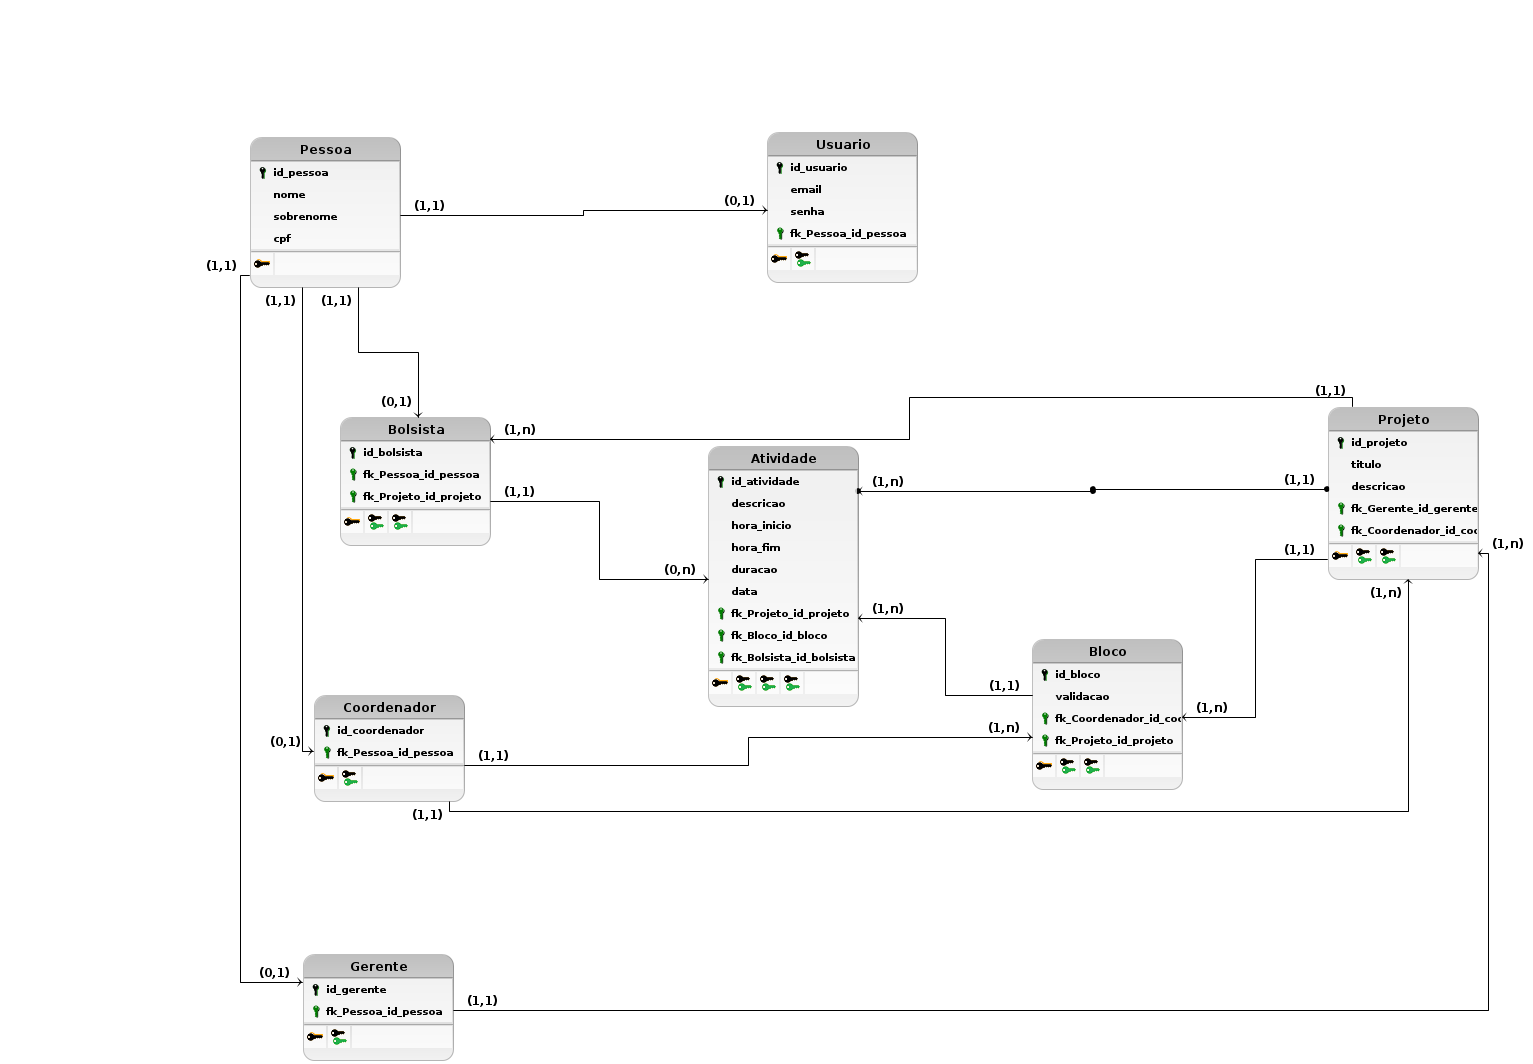 Pessoa
id_pessoa
nome
sobrenome
cpf
Usuario
id_usuario
email
senha
fk_Pessoa_id_pessoa
(1,1)
(0,1)
(1,1)
(1,1)
(1,1)
(0,1)
Bolsista
id_bolsista
fk_Pessoa_id_pessoa
fk_Projeto_id_projeto
(1,n)
(1,1)
(1,1)
(0,n)
Atividade
id_atividade
descricao
hora_inicio
hora_fim
duracao
data
fk_Projeto_id_projeto
fk_Bloco_id_bloco
fk_Bolsista_id_bolsista
(1,n)
(1,1)
Projeto
id_projeto
titulo
descricao
fk_Gerente_id_gerente
fk_Coordenador_id_coo
(1,1)
(1,n)
(1,n)
(1,n)
(1,1)
Bloco
id_bloco
validacao
fk_Coordenador_id_coo
fk_Projeto_id_projeto
(1,n)
(1,n)
Coordenador
id_coordenador
fk_Pessoa_id_pessoa
(0,1)
(1,1)
(1,1)
Gerente
id_gerente
fk_Pessoa_id_pessoa
(0,1)
(1,1)